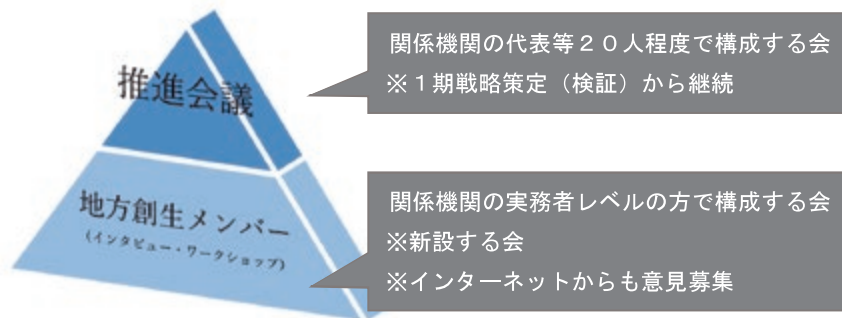 推進会議
関係機関の代表等20人程度で構成する会
※1期戦略策定(検証)から継続
地方創生メンバー
(インタビュー・ワークショップ)
関係機関の実務者レベルの方で構成する会
※新設する会
※インターネットからも意見募集